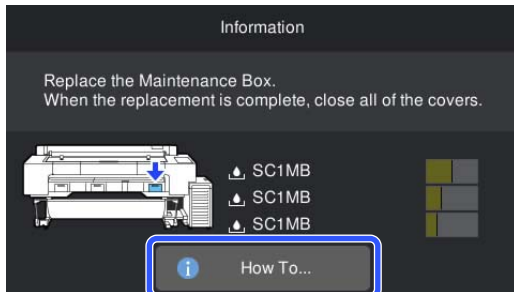 Information
Replace the Maintenance Box.
When the replacement is complete, close all of the covers.
SC1MB
SC1MB
SC1MB
How To...